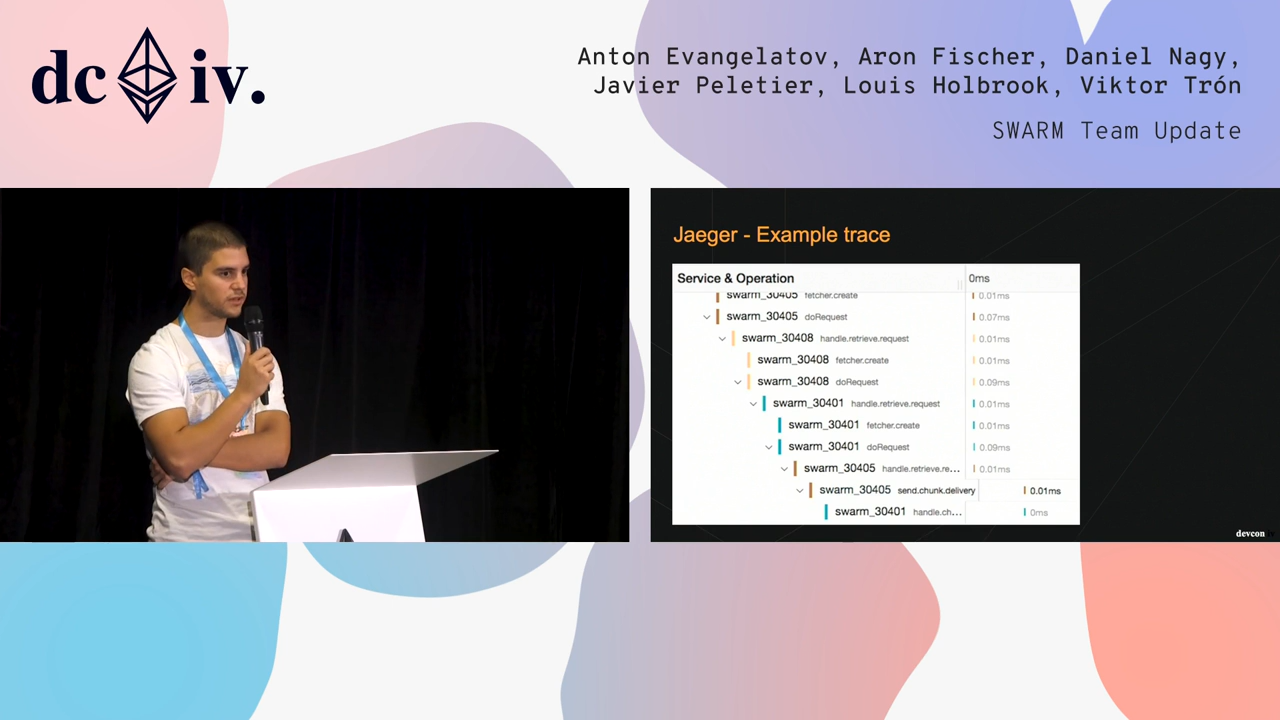 dc iv.
Anton Evangelatov, Aron Fischer, Daniel Nagy,
Javier Peletier, Louis Holbrook, Viktor Trón
SWARM Team Update
Jaeger - Example trace
Service & Operation 0ms
swarm_30405 fetcher.create 0.01ms
swarm_30405 doRequest 0.07ms
swarm_30408 handle.retrieve.request 0.01ms
swarm_30408 fetcher.create 0.01ms
swarm_30408 doRequest 0.09ms
swarm_30401 handle.retrieve.request 0.01ms
swarm_30401 fetcher.create 0.01ms
swarm_30401 doRequest 0.09ms
swarm_30405 handle.retrieve.re... 0.01ms
swarm_30405 send.chunk.delivery 0.01ms
swarm_30401 handle.ch... 0ms
devcon